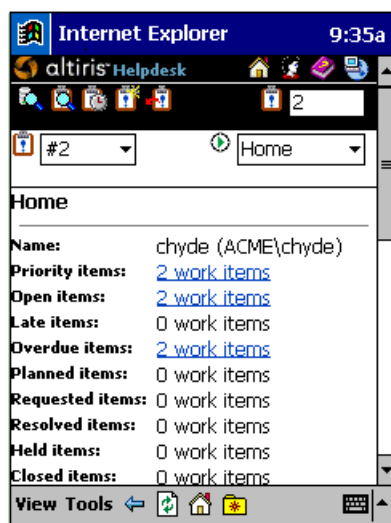 Internet Explorer 9:35a
altiris Helpdesk
2
#2 Home
Home
Name: chyde (ACME\chyde)
Priority items: 2 work items
Open items: 2 work items
Late items: 0 work items
Overdue items: 2 work items
Planned items: 0 work items
Requested items: 0 work items
Resolved items: 0 work items
Held items: 0 work items
Closed items: 0 work items
View Tools